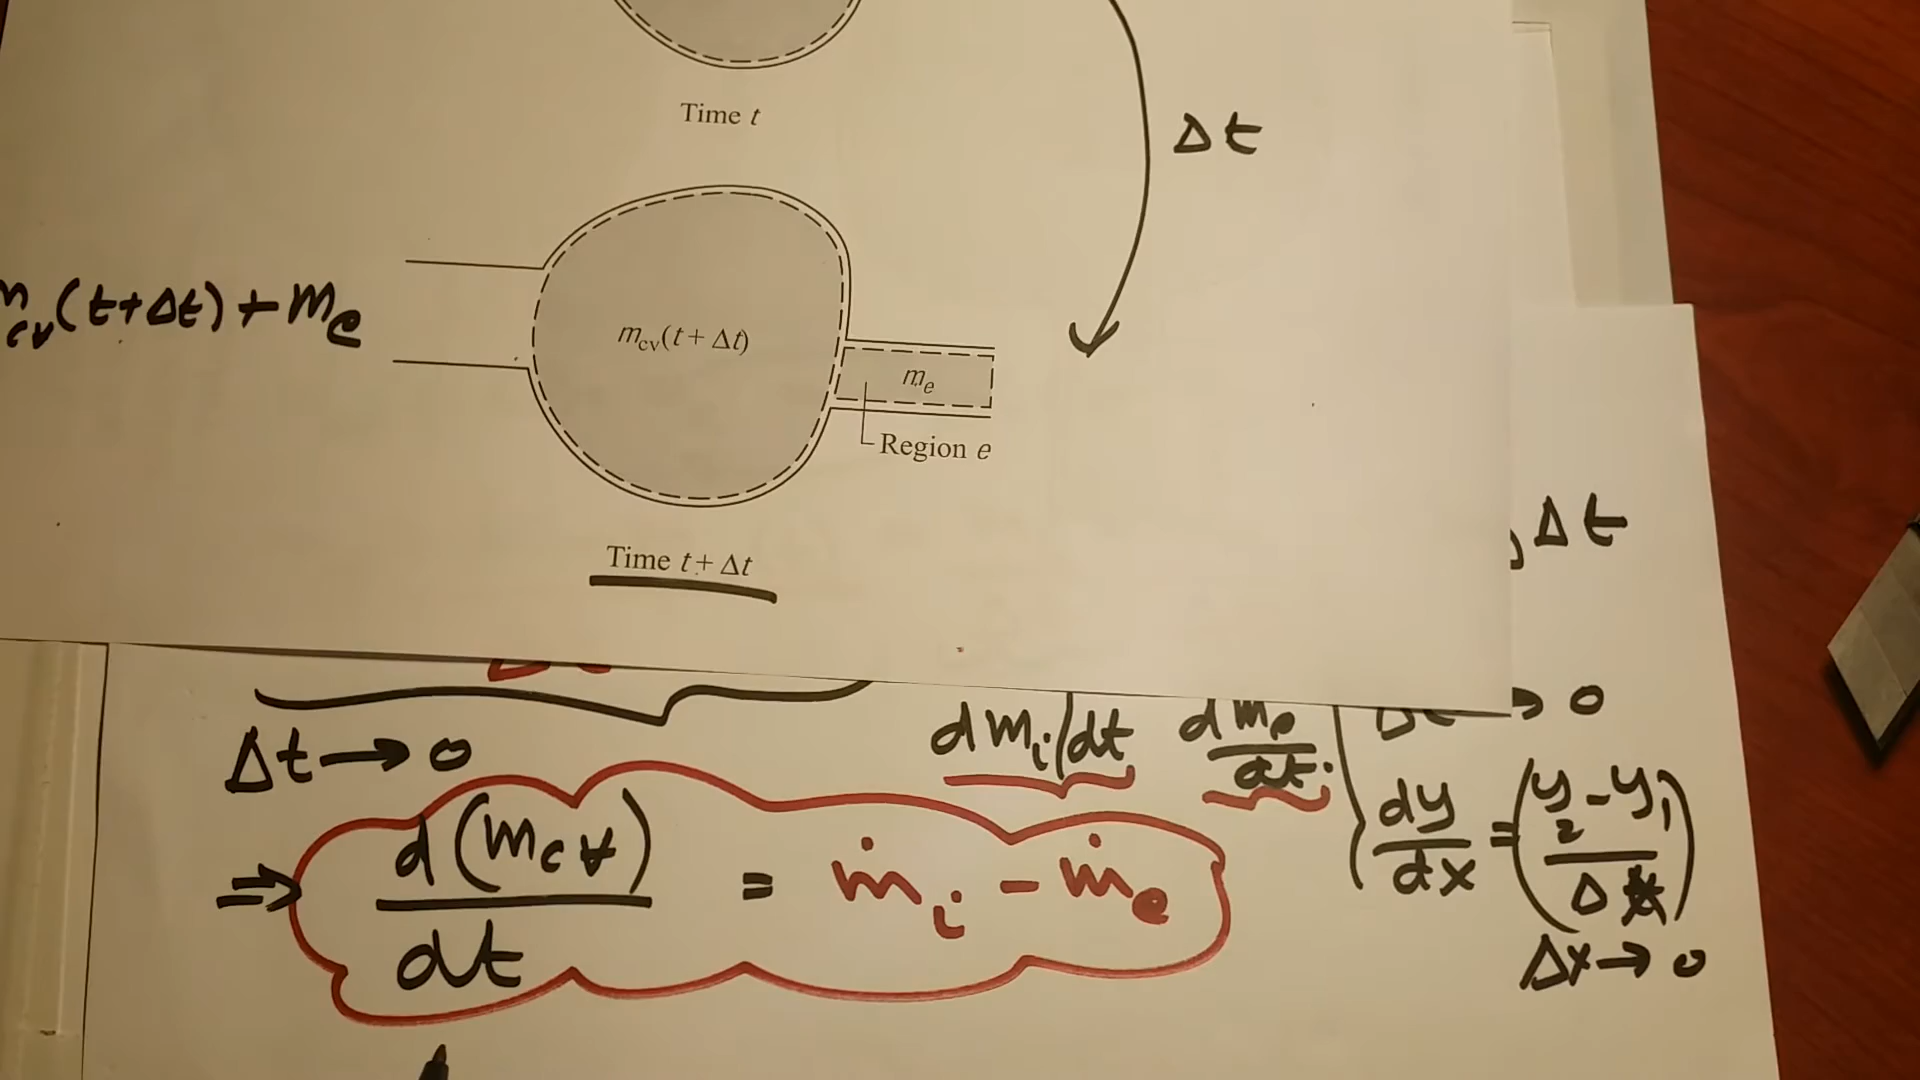 Time t
Δt
m_cv(t+Δt)+m_e
m_cv(t + Δt)
m_e
Region e
Time t + Δt
Δt
Δt → 0
dm_i/dt
dm_e/dt
Δt → 0
⇒ d(m_cv)/dt = ṁ_i - ṁ_e
dy/dx = (y_2 - y_1 / Δx)
Δx → 0